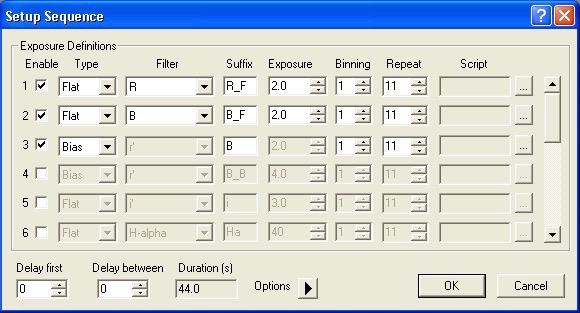 Setup Sequence
Exposure Definitions
Enable Type Filter Suffix Exposure Binning Repeat Script
1 Flat R R_F 2.0 1 11 ...
2 Flat B B_F 2.0 1 11 ...
3 Bias r' B 2.0 1 11 ...
4 Bias r' B_B 4.0 1 11 ...
5 Flat i' i 3.0 1 11 ...
6 Flat H-alpha Ha 40 1 11 ...
Delay first Delay between Duration (s)
0 0 44.0 Options OK Cancel